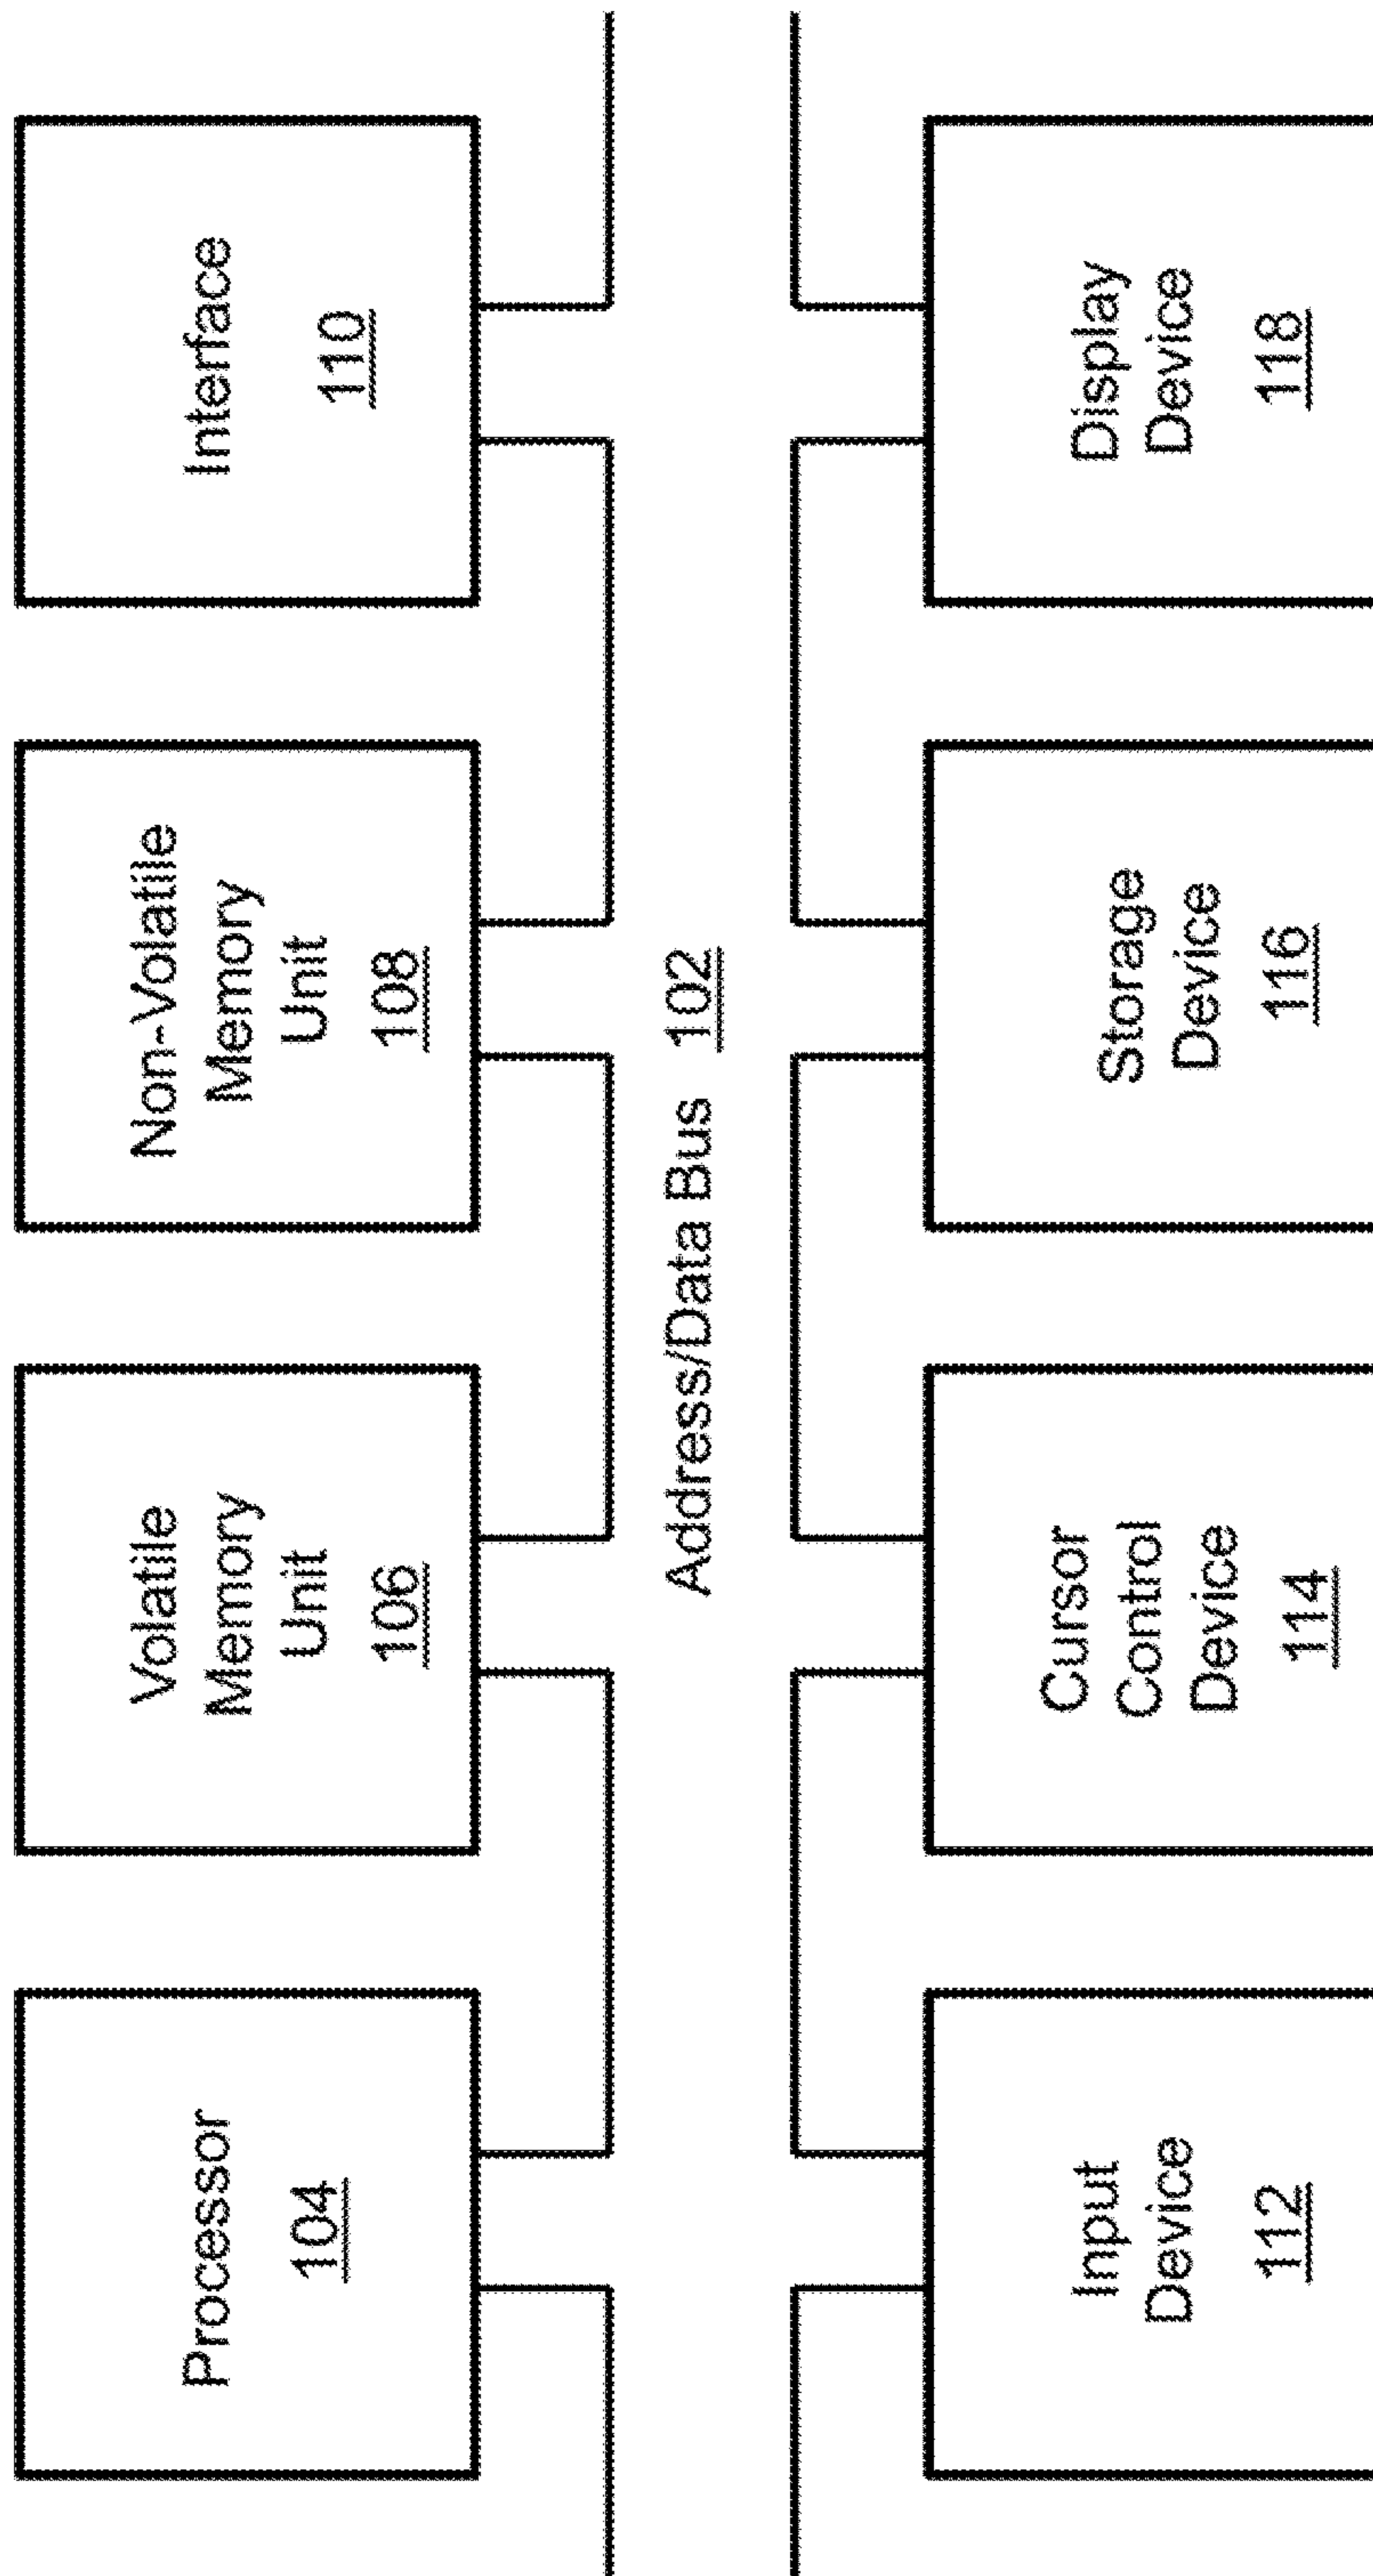 Processor
104
Volatile
Memory
Unit
106
Non-Volatile
Memory
Unit
108
Interface
110
Address/Data Bus 102
Input
Device
112
Cursor
Control
Device
114
Storage
Device
116
Display
Device
118